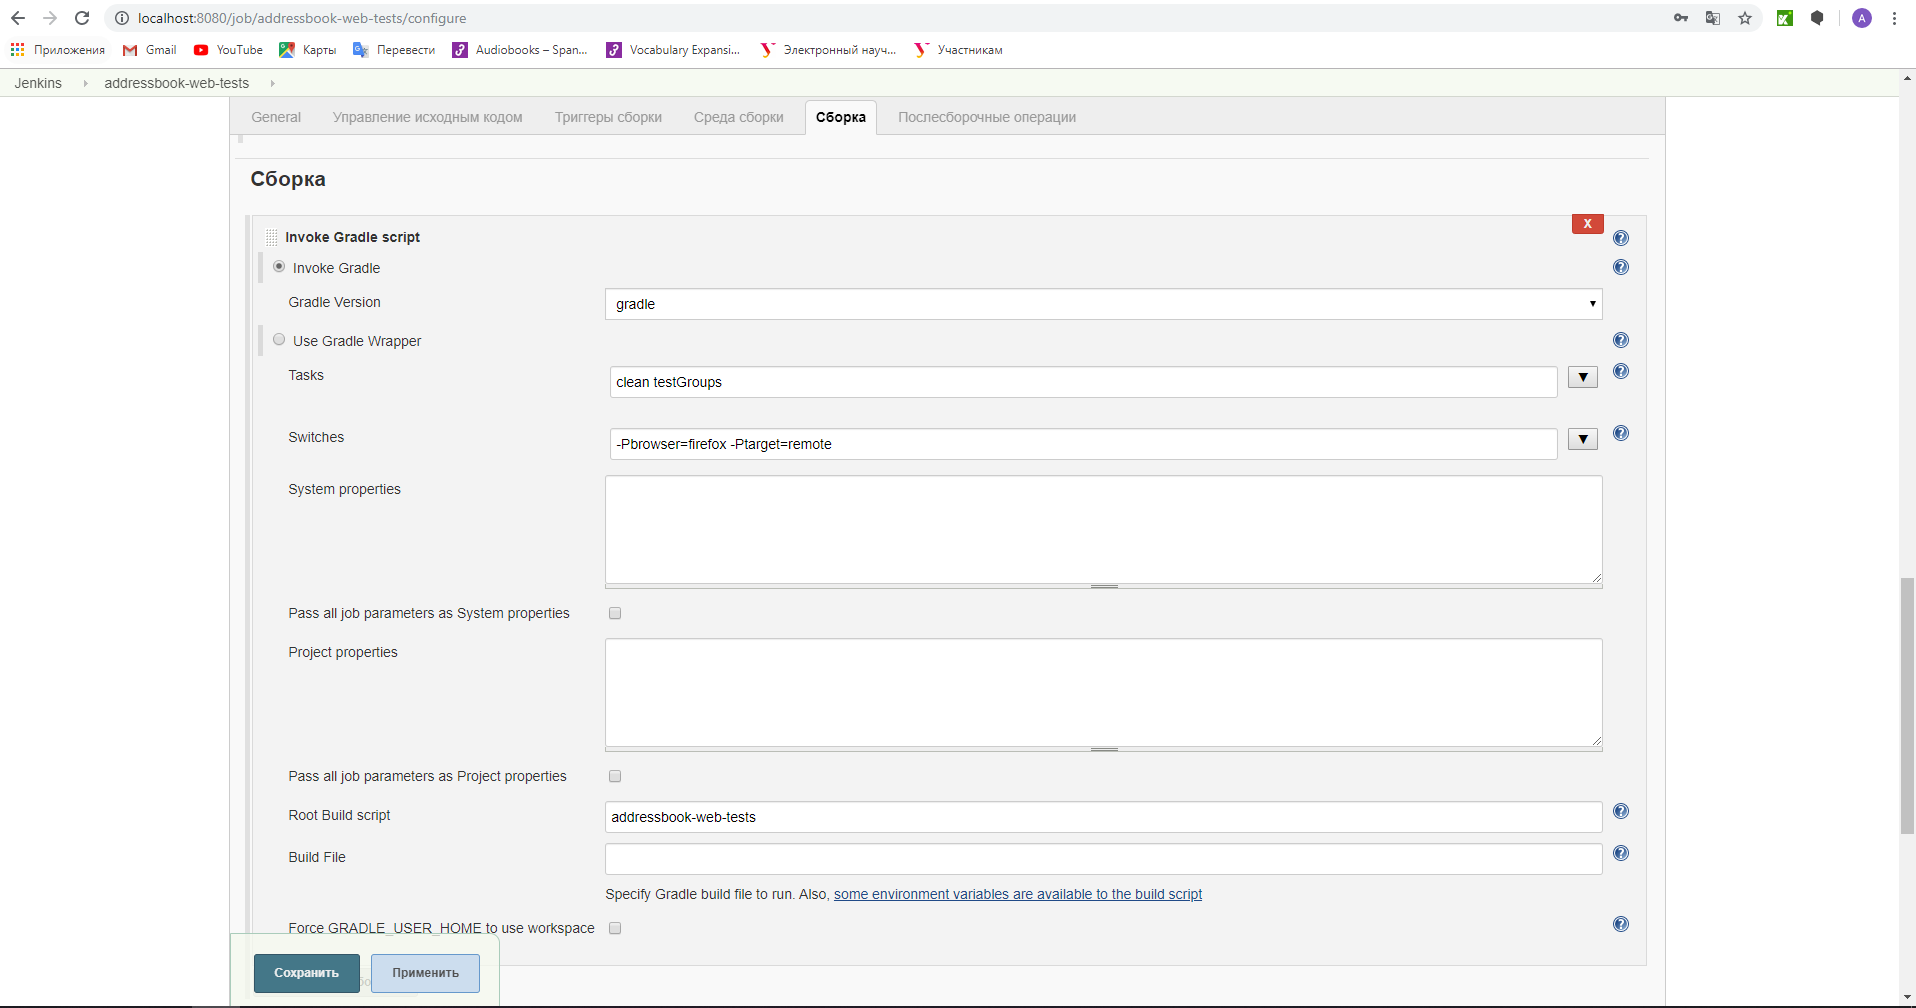 localhost:8080/job/addressbook-web-tests/configure
A
Приложения Gmail YouTube Карты Перевести Audiobooks – Span... Vocabulary Expansi... Электронный науч... Участникам
Jenkins addressbook-web-tests
General Управление исходным кодом Триггеры сборки Среда сборки Сборка Послесборочные операции
Сборка
X
Invoke Gradle script
Invoke Gradle
Gradle Version gradle
Use Gradle Wrapper
Tasks clean testGroups
Switches -Pbrowser=firefox -Ptarget=remote
System properties
Pass all job parameters as System properties
Project properties
Pass all job parameters as Project properties
Root Build script addressbook-web-tests
Build File
Specify Gradle build file to run. Also, some environment variables are available to the build script
Force GRADLE_USER_HOME to use workspace
Сохранить Применить